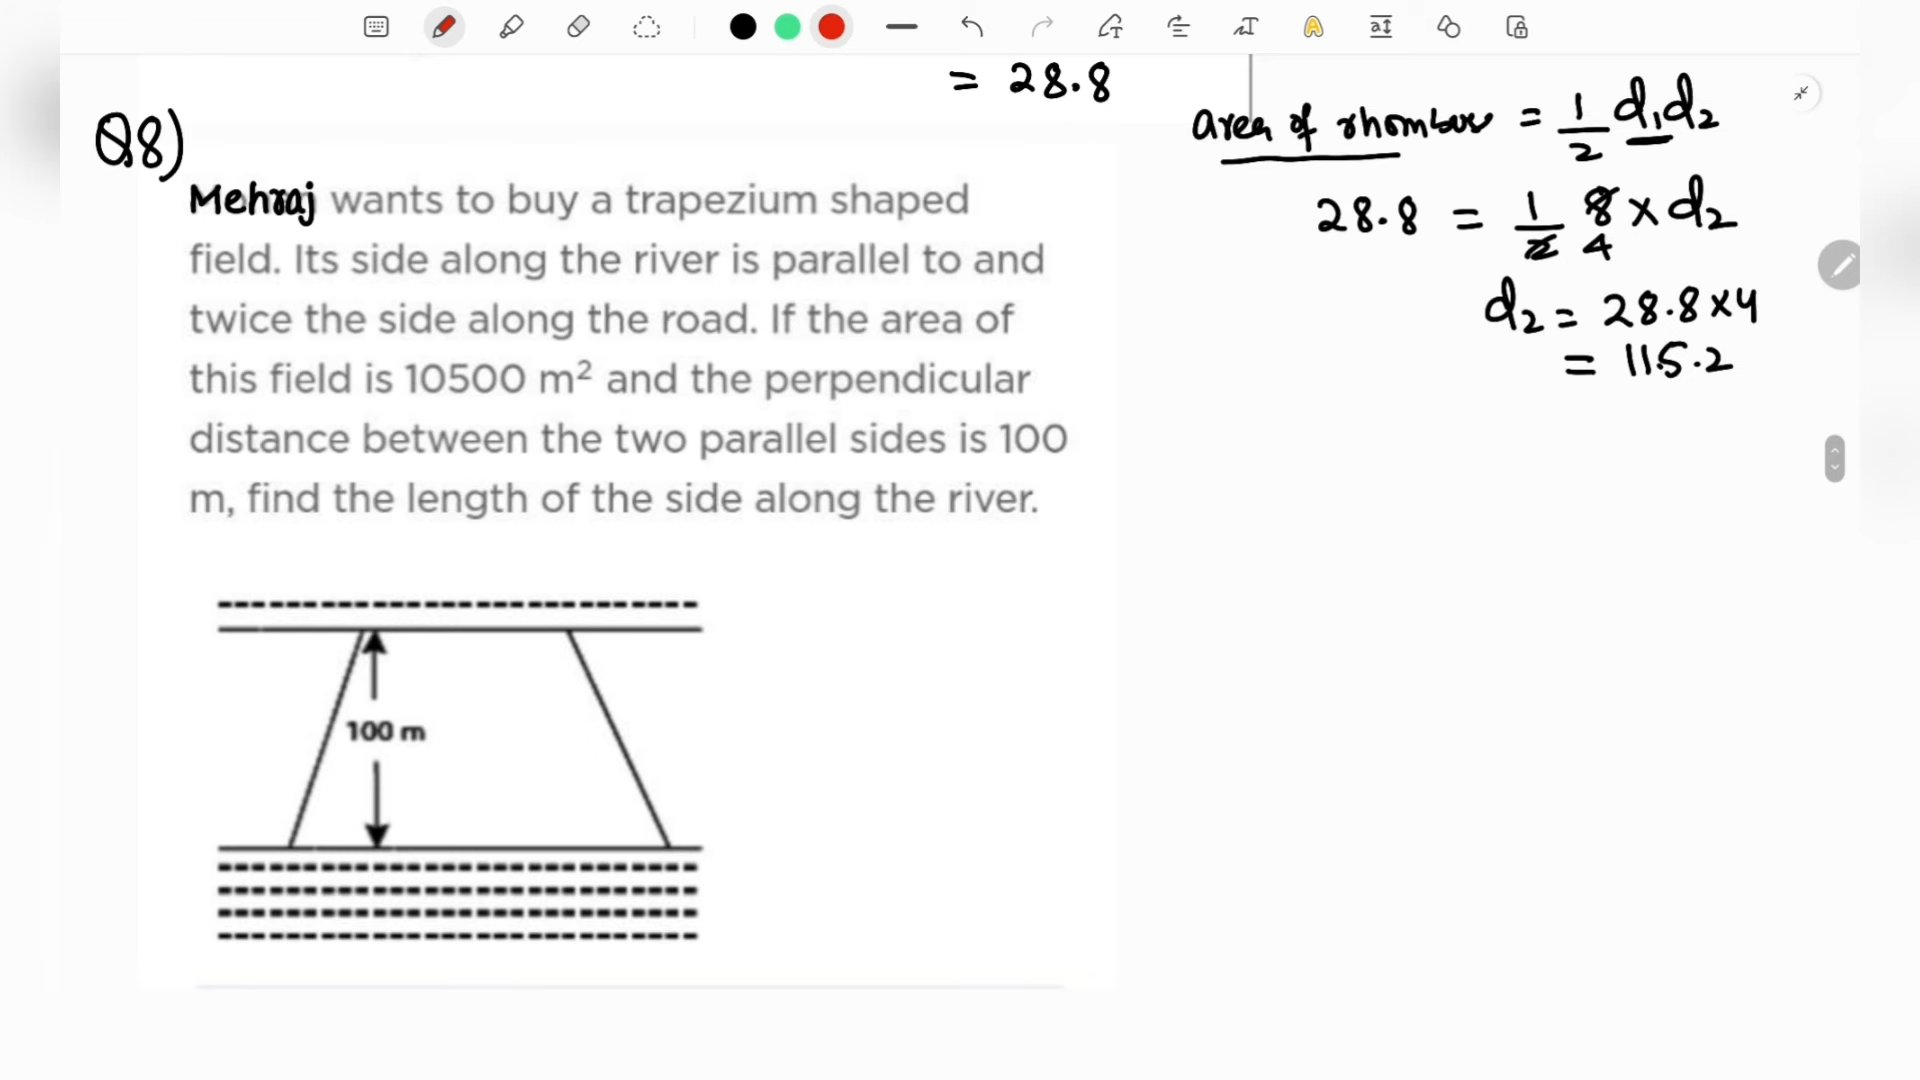 = 28.8
area of rhombus = 1/2 d₁d₂
28.8 = 1/2 8 x d₂
4
d₂ = 28.8 x 4
= 115.2
Q8)
Mehraj wants to buy a trapezium shaped
field. Its side along the river is parallel to and
twice the side along the road. If the area of
this field is 10500 m² and the perpendicular
distance between the two parallel sides is 100
m, find the length of the side along the river.
100 m